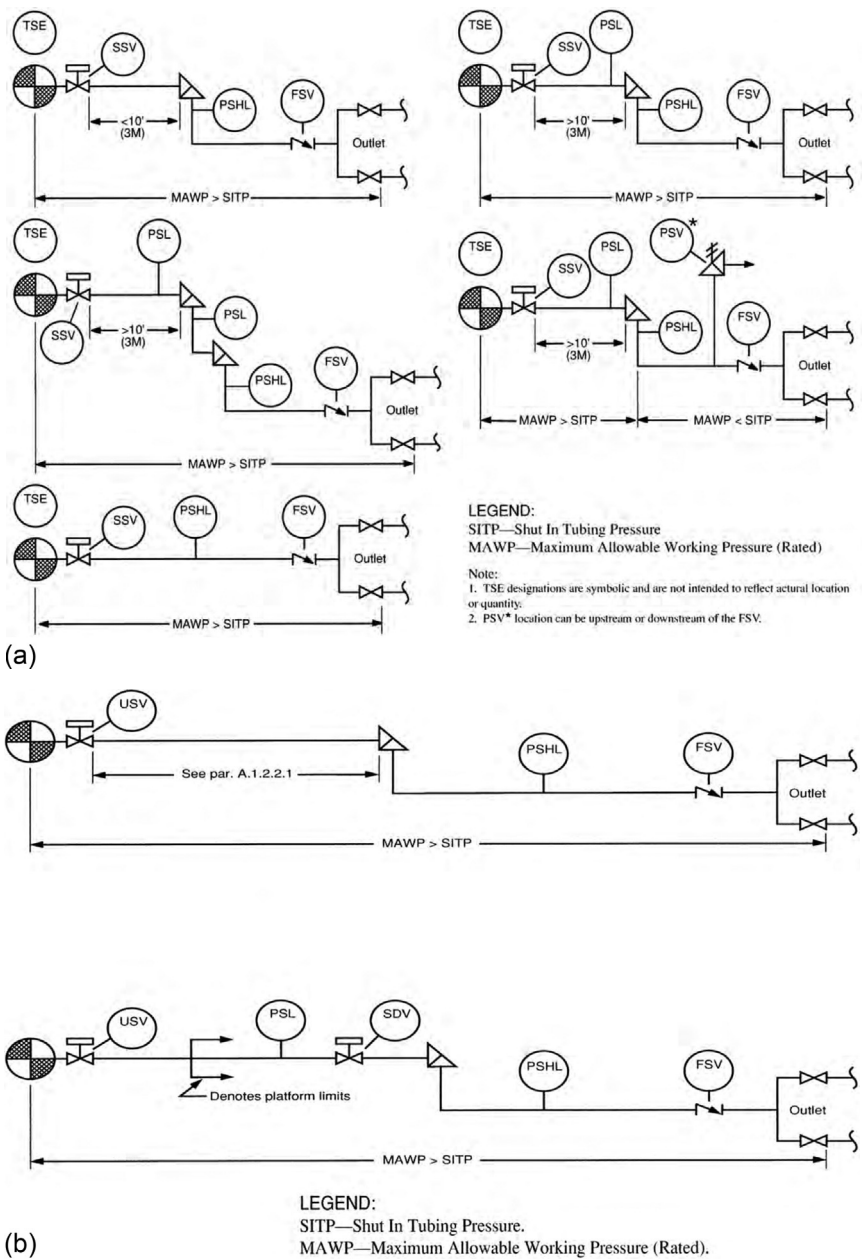 TSE
SSV
PSHL
FSV
<10'
(3M)
Outlet
MAWP > SITP
TSE
SSV
PSL
PSHL
FSV
>10'
(3M)
Outlet
MAWP > SITP
TSE
PSL
SSV
>10'
(3M)
PSL
PSHL
FSV
Outlet
MAWP > SITP
TSE
SSV
PSL
PSV*
PSHL
FSV
>10'
(3M)
Outlet
MAWP > SITP
MAWP < SITP
TSE
SSV
PSHL
FSV
Outlet
MAWP > SITP
LEGEND:
SITP—Shut In Tubing Pressure
MAWP—Maximum Allowable Working Pressure (Rated)
Note:
1. TSE designations are symbolic and are not intended to reflect actural location
or quantity.
2. PSV* location can be upstream or downstream of the FSV.
(a)
USV
PSHL
FSV
See par. A.1.2.2.1
Outlet
MAWP > SITP
USV
PSL
SDV
PSHL
FSV
Denotes platform limits
Outlet
MAWP > SITP
LEGEND:
SITP—Shut In Tubing Pressure.
MAWP—Maximum Allowable Working Pressure (Rated).
(b)